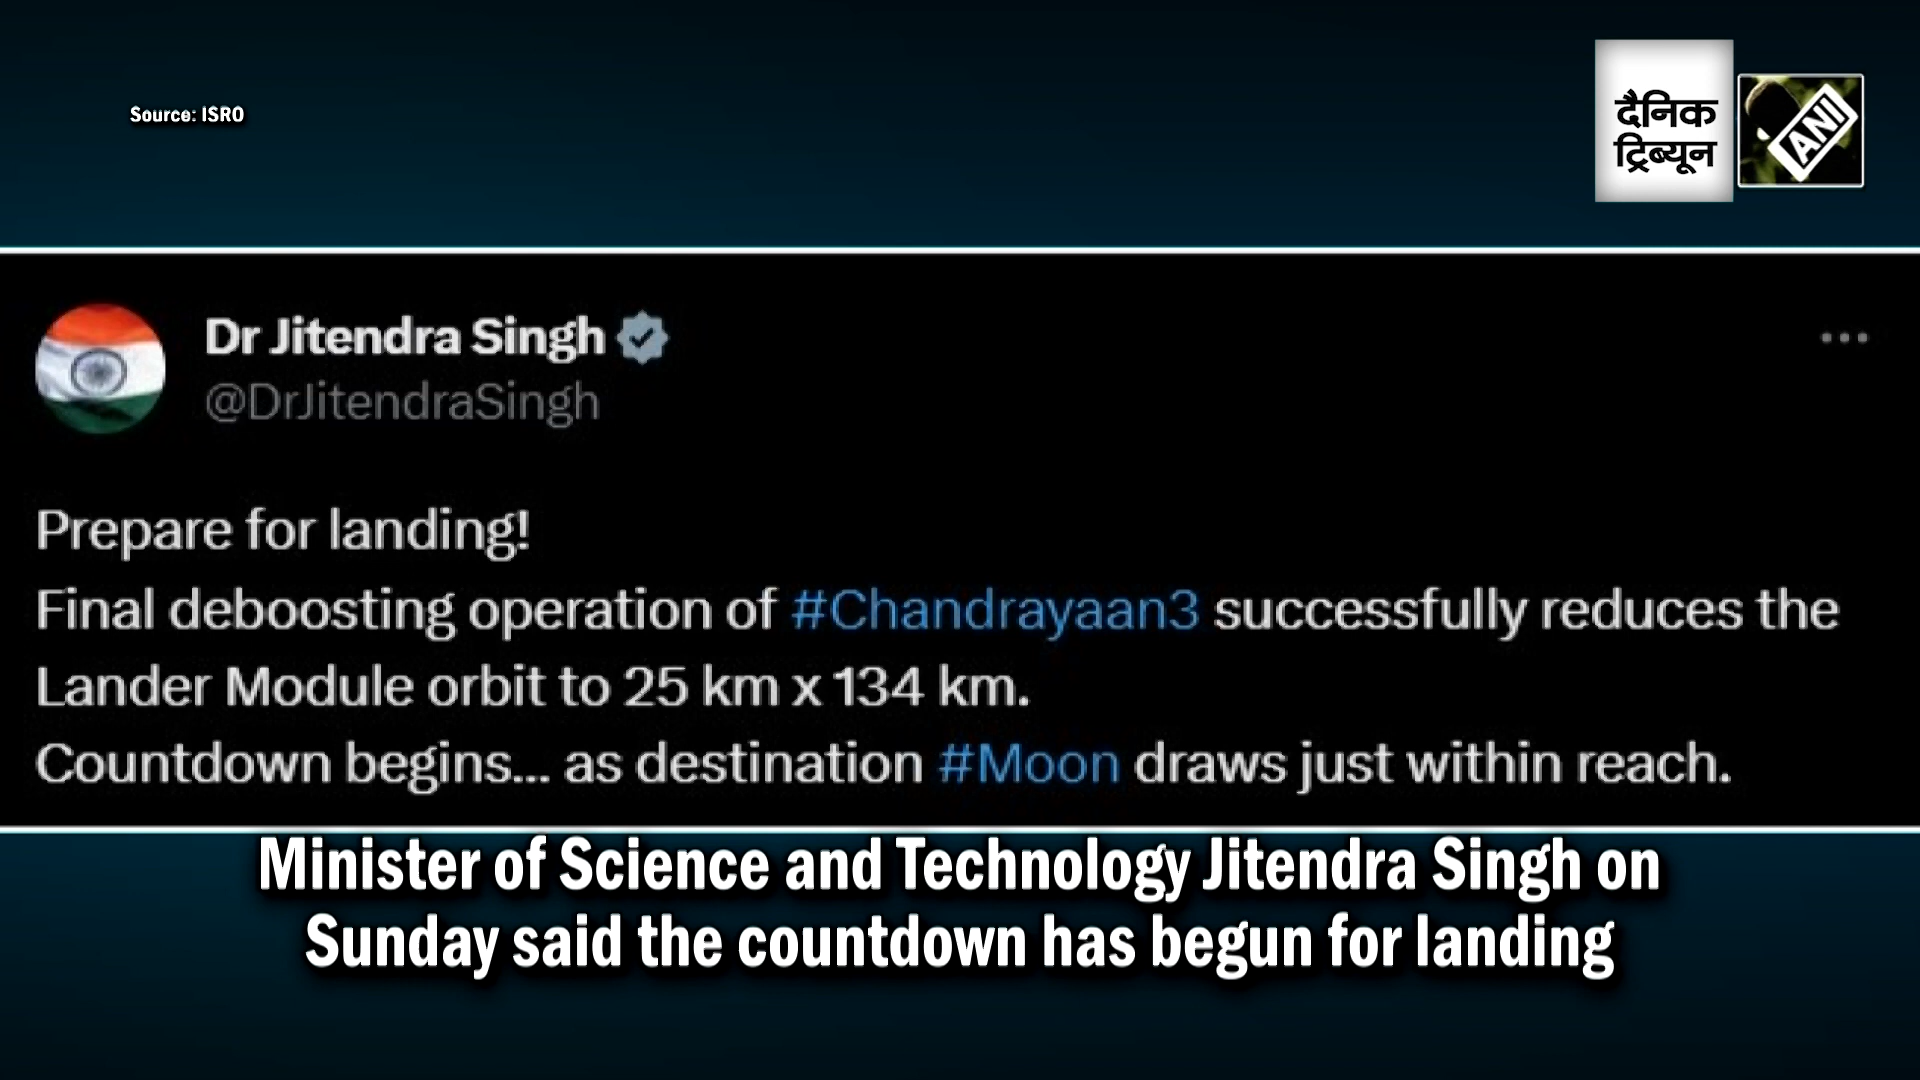 Source: ISRO
दैनिक
ट्रिब्यून
ANI
Dr Jitendra Singh
@DrJitendraSingh
Prepare for landing!
Final deboosting operation of #Chandrayaan3 successfully reduces the
Lander Module orbit to 25 km x 134 km.
Countdown begins... as destination #Moon draws just within reach.
Minister of Science and Technology Jitendra Singh on
Sunday said the countdown has begun for landing